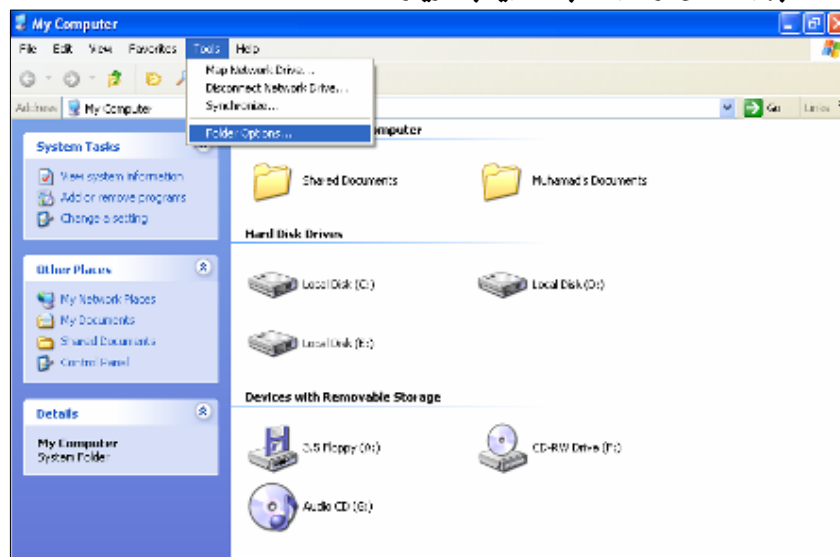 My Computer
File Edit View Favorites Tools Help
Map Network Drive...
Disconnect Network Drive...
Synchronize...
Folder Options...
Address My Computer Go Links
System Tasks
View system information
Add or remove programs
Change a setting
Other Places
My Network Places
My Documents
Shared Documents
Control Panel
Details
My Computer
System Folder
Shared Documents
Muhamad's Documents
Hard Disk Drives
Local Disk (C:)
Local Disk (D:)
Local Disk (E:)
Devices with Removable Storage
3.5 Floppy (A:)
CD-RW Drive (F:)
Audio CD (G:)